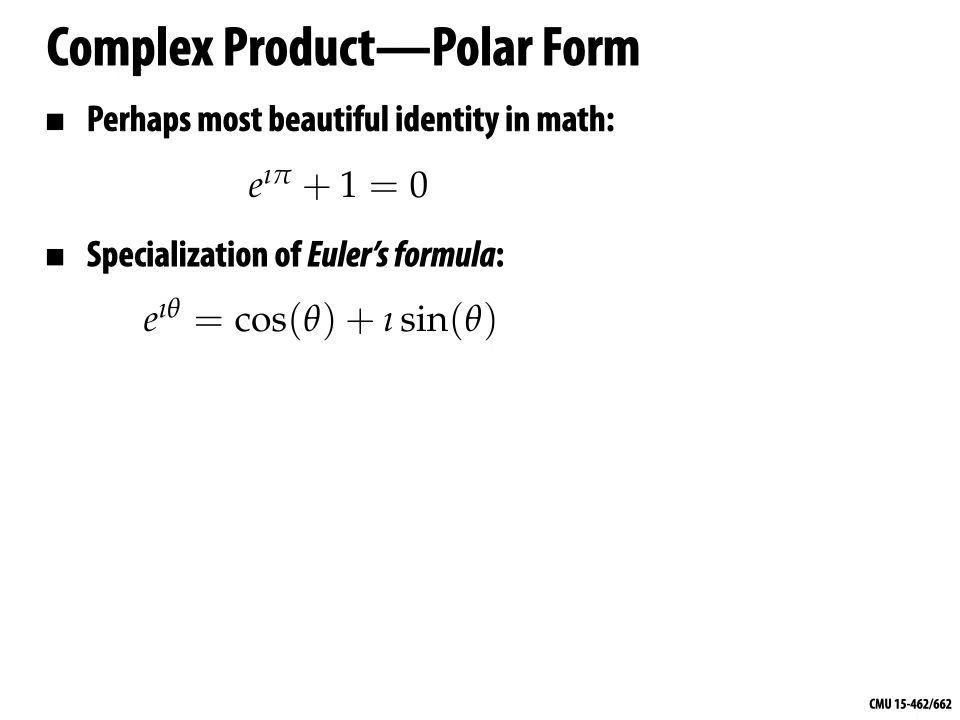 Complex Product—Polar Form
■ Perhaps most beautiful identity in math:
e^{ıπ} + 1 = 0
■ Specialization of Euler’s formula:
e^{ıθ} = cos(θ) + ı sin(θ)
CMU 15-462/662